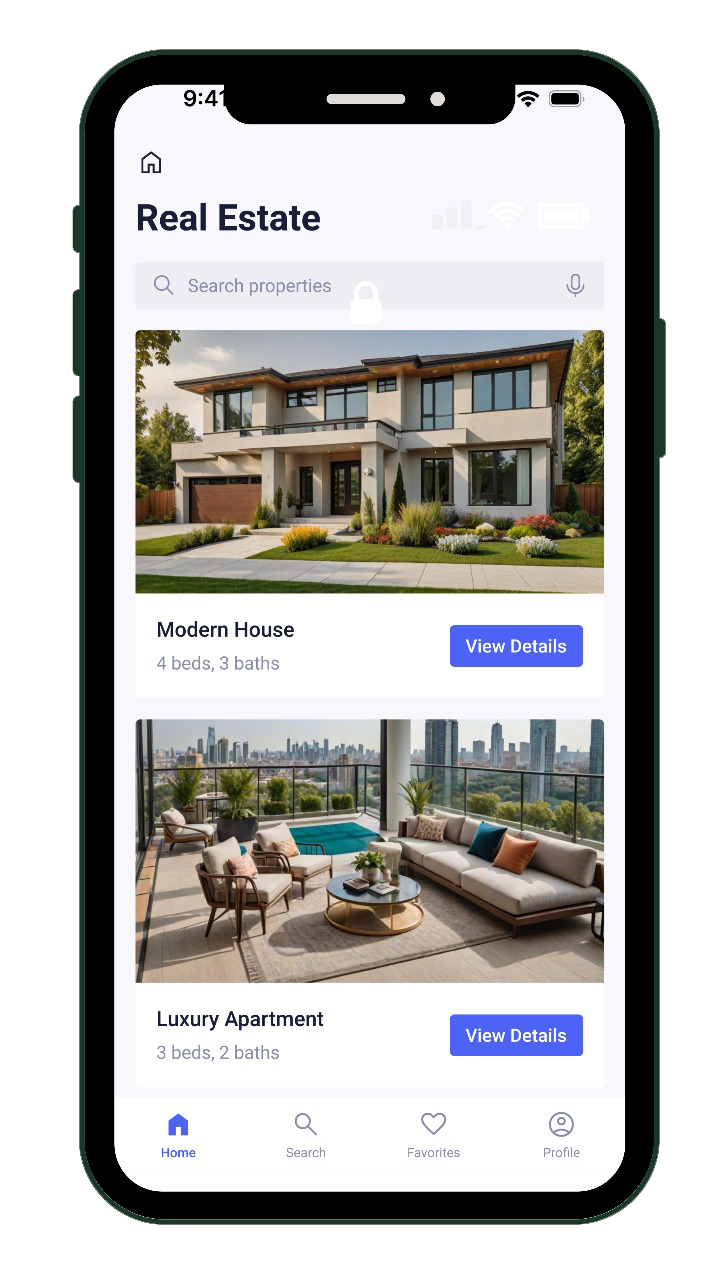 9:41
Real Estate
Search properties
Modern House
4 beds, 3 baths
View Details
Luxury Apartment
3 beds, 2 baths
View Details
Home
Search
Favorites
Profile